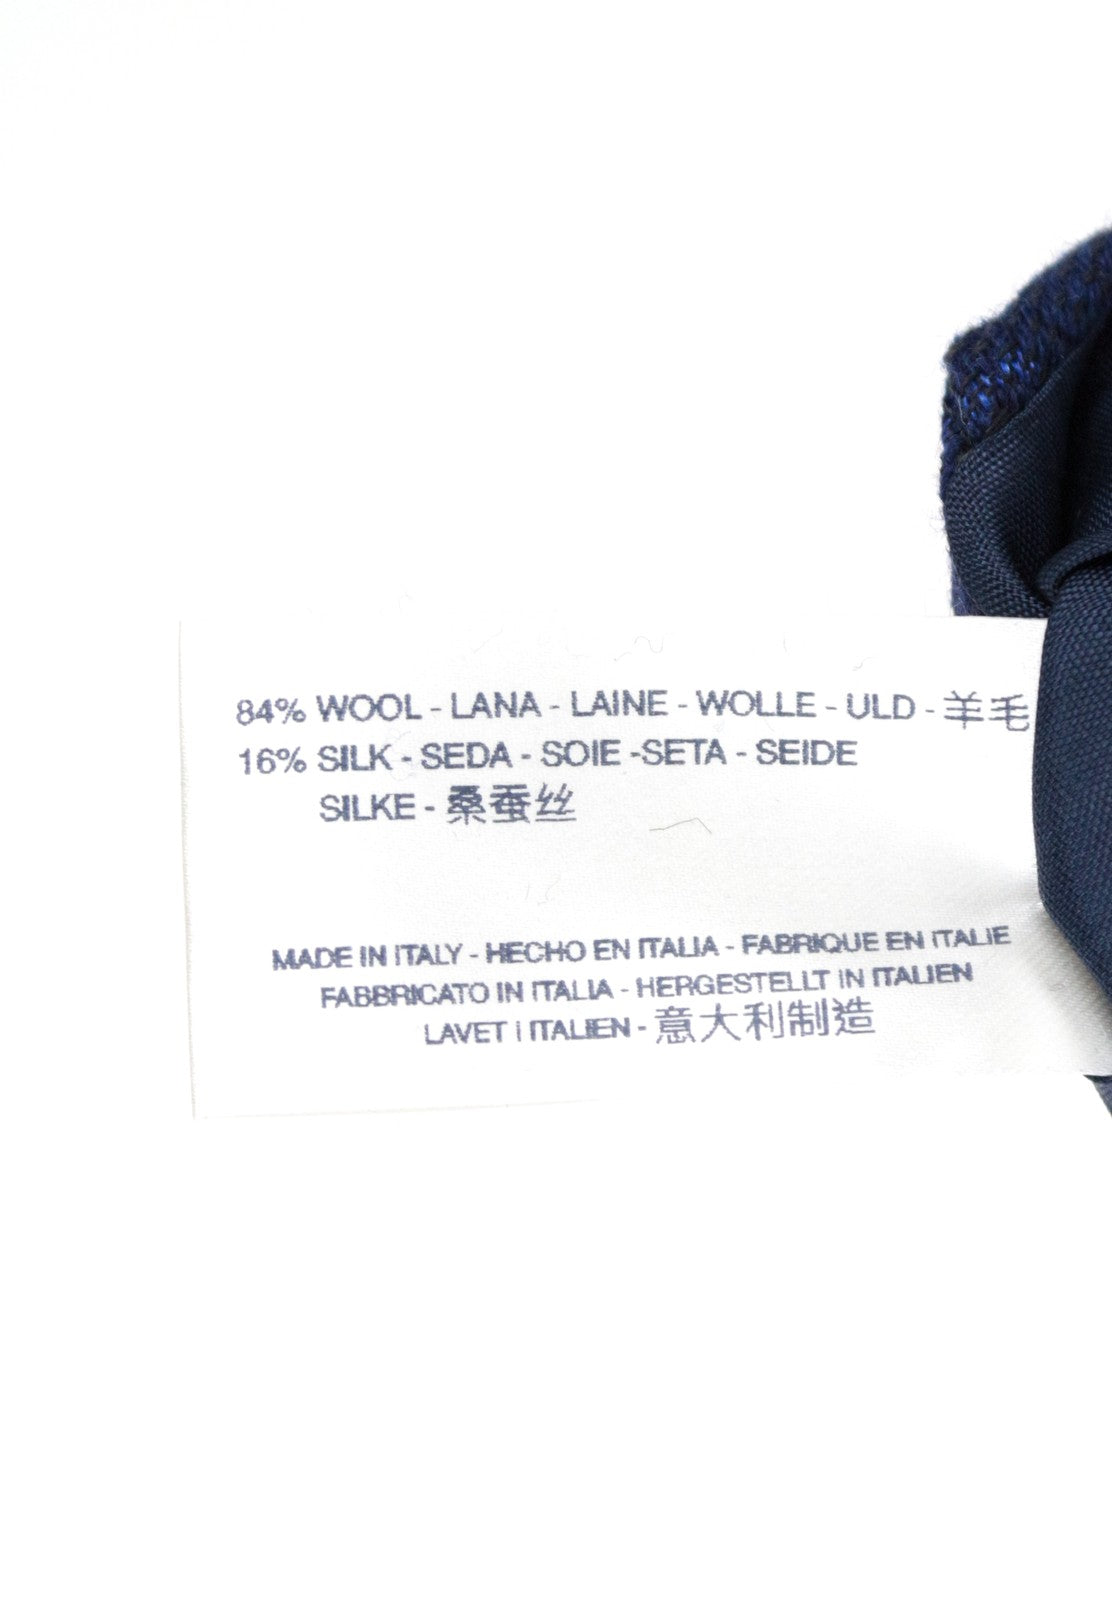 84% WOOL - LANA - LAINE - WOLLE - ULD - 羊毛
16% SILK - SEDA - SOIE -SETA - SEIDE
SILKE - 桑蚕丝
MADE IN ITALY - HECHO EN ITALIA - FABRIQUE EN ITALIE
FABBRICATO IN ITALIA - HERGESTELLT IN ITALIEN
LAVET i ITALIEN - 意大利制造